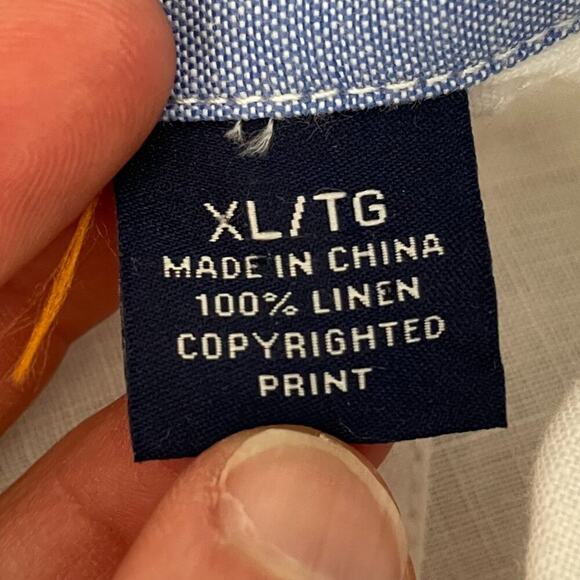 XL/TG
MADE IN CHINA
100% LINEN
COPYRIGHTED
PRINT